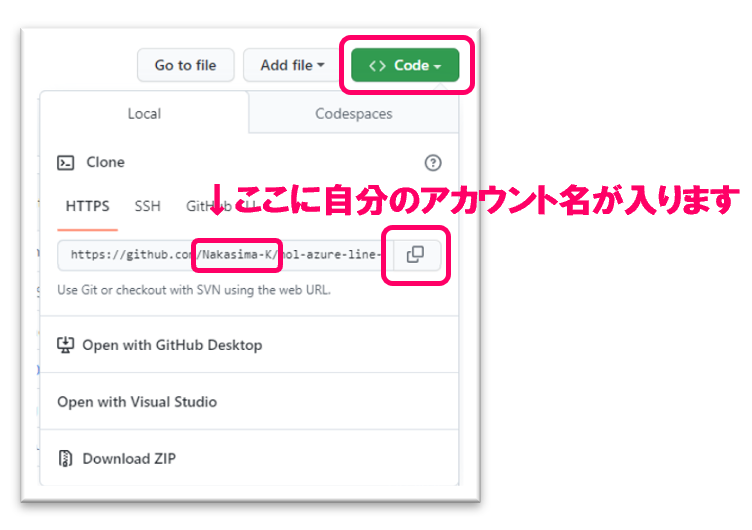 Go to file
Add file
<> Code
Local
Codespaces
Clone
↓ここに自分のアカウント名が入ります
HTTPS
SSH
GitHub
https://github.com/Nakasima-K/hol-azure-line-
Use Git or checkout with SVN using the web URL.
Open with GitHub Desktop
Open with Visual Studio
Download ZIP